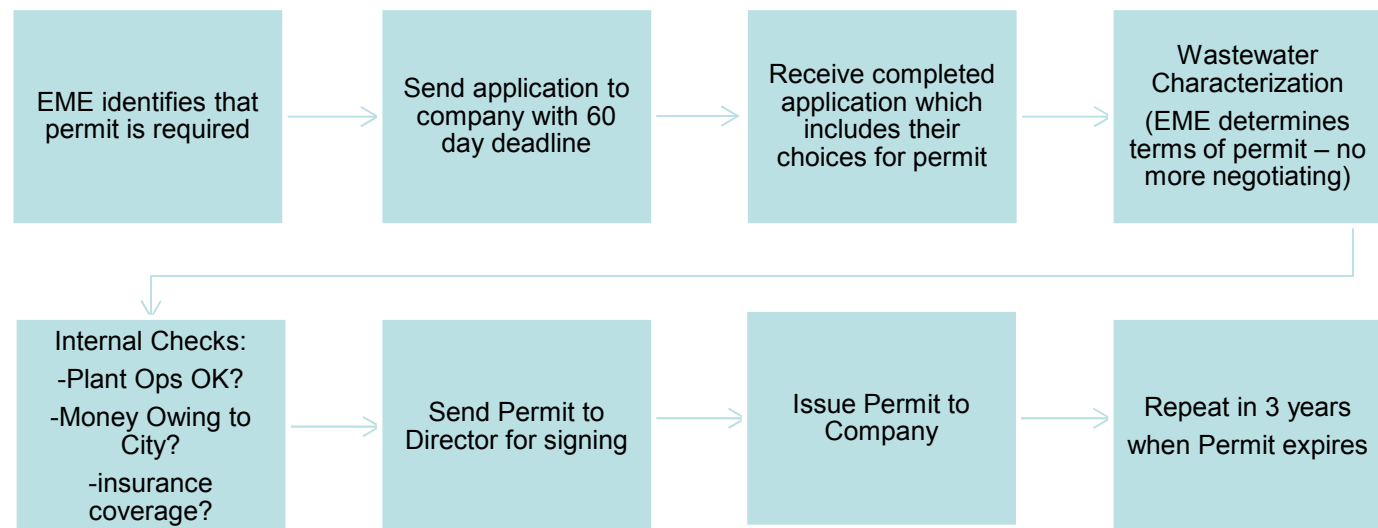 EME identifies that
permit is required
Send application to
company with 60
day deadline
Receive completed
application which
includes their
choices for permit
Wastewater
Characterization
(EME determines
terms of permit – no
more negotiating)
Internal Checks:
-Plant Ops OK?
-Money Owing to
City?
-insurance
coverage?
Send Permit to
Director for signing
Issue Permit to
Company
Repeat in 3 years
when Permit expires